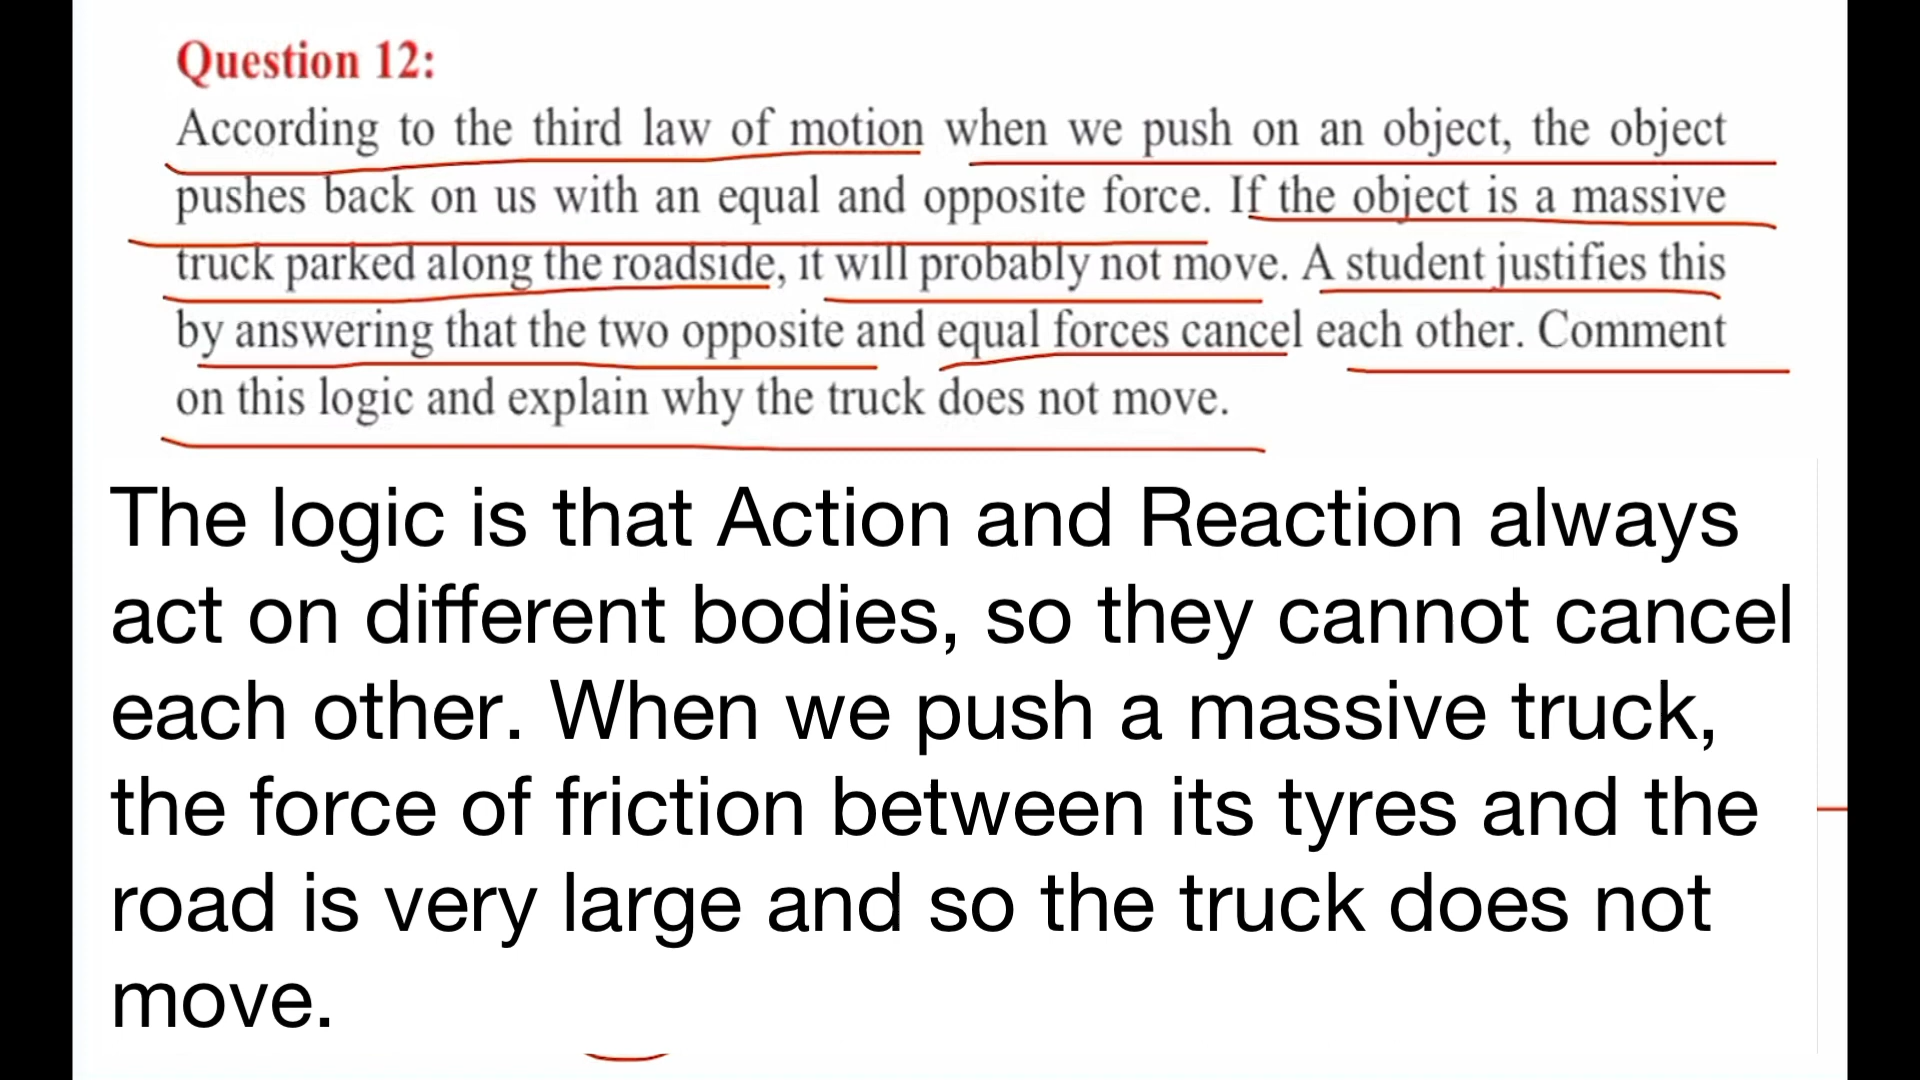 Question 12:
According to the third law of motion when we push on an object, the object
pushes back on us with an equal and opposite force. If the object is a massive
truck parked along the roadside, it will probably not move. A student justifies this
by answering that the two opposite and equal forces cancel each other. Comment
on this logic and explain why the truck does not move.
The logic is that Action and Reaction always
act on different bodies, so they cannot cancel
each other. When we push a massive truck,
the force of friction between its tyres and the
road is very large and so the truck does not
move.